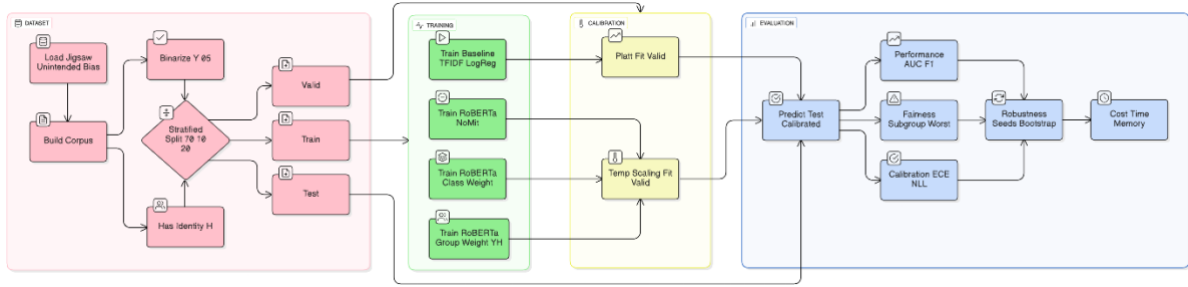 DATASET
Load Jigsaw
Unintended Bias
Build Corpus
Binarize Y 05
Stratified
Split 70 10
20
Has Identity H
Valid
Train
Test
TRAINING
Train Baseline
TFIDF LogReg
Train RoBERTa
NoMit
Train RoBERTa
Class Weight
Train RoBERTa
Group Weight YH
CALIBRATION
Platt Fit Valid
Temp Scaling Fit
Valid
EVALUATION
Predict Test
Calibrated
Performance
AUC F1
Fairness
Subgroup Worst
Calibration ECE
NLL
Robustness
Seeds Bootstrap
Cost Time
Memory